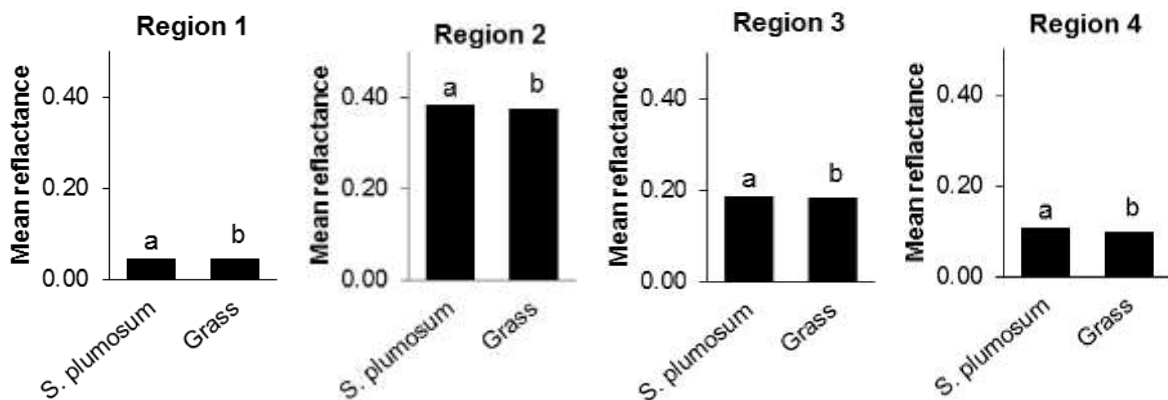 Region 1
Mean reflactance
0.40
0.20
0.00
a
b
S. plumosum
Grass
Region 2
Mean reflactance
0.40
0.20
0.00
a
b
S. plumosum
Grass
Region 3
Mean reflactance
0.40
0.20
0.00
a
b
S. plumosum
Grass
Region 4
Mean reflactance
0.40
0.20
0.00
a
b
S. plumosum
Grass